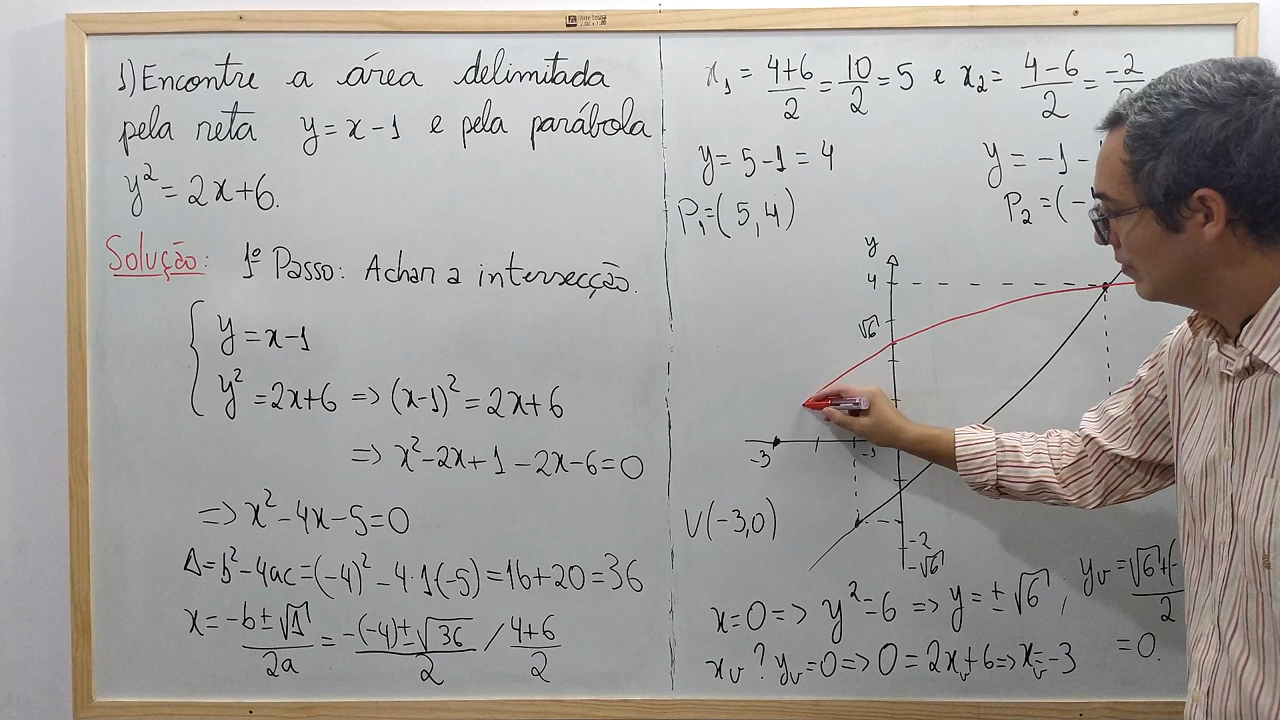 1) Encontre a área delimitada
pela reta y = x - 1 e pela parábola
y² = 2x + 6.
Solução: 1º Passo: Achar a intersecção.
y = x - 1
y² = 2x + 6 => (x - 1)² = 2x + 6
=> x² - 2x + 1 - 2x - 6 = 0
=> x² - 4x - 5 = 0
Δ = b² - 4ac = (-4)² - 4·1(-5) = 16 + 20 = 36
x = -b ± √Δ / 2a = -(-4) ± √36 / 2 / 4+6 / 2
x₁ = 4+6 / 2 = 10 / 2 = 5 e x₂ = 4-6 / 2 = -2 / 2
y = 5 - 1 = 4
y = -1 -
P₁ = (5, 4)
P₂ = (-
y
4
√6
-3
-1
V(-3, 0)
-2
-√6
x = 0 => y² = 6 => y = ± √6 ; yᵥ = √6 + (- / 2
= 0.
xᵥ ? yᵥ = 0 => 0 = 2xᵥ + 6 => xᵥ = -3